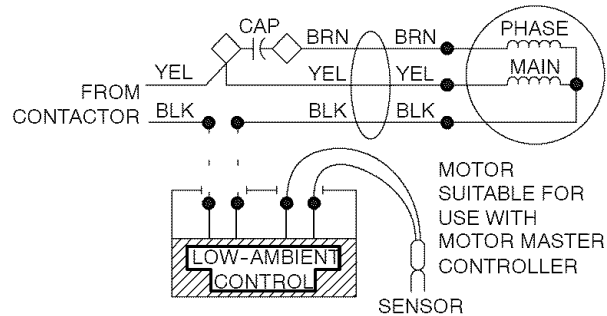 CAP
BRN BRN
PHASE
YEL YEL YEL
MAIN
FROM
CONTACTOR
BLK BLK BLK
MOTOR
SUITABLE FOR
USE WITH
MOTOR MASTER
CONTROLLER
LOW-AMBIENT
CONTROL
SENSOR